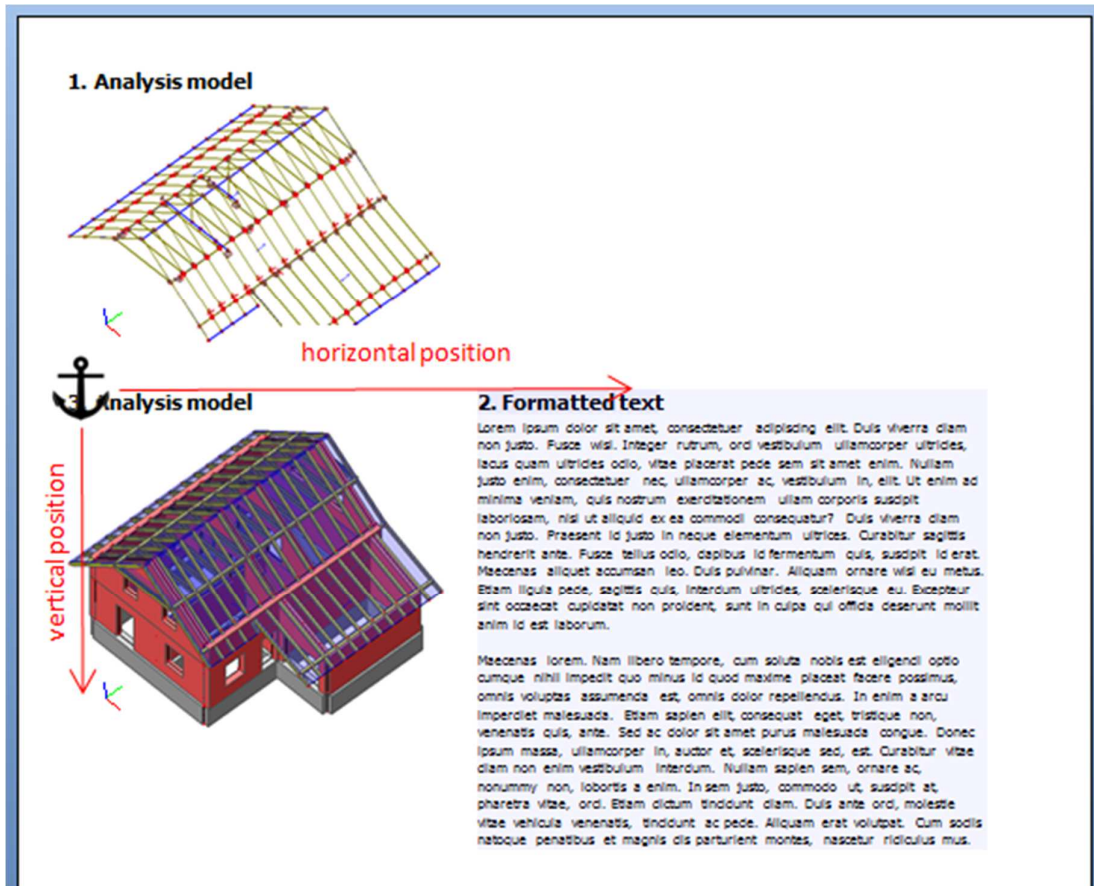 1. Analysis model
horizontal position
3. Analysis model
vertical position
2. Formatted text
Lorem ipsum dolor sit amet, consectetuer adipiscing elit. Duis viverra diam
non justo. Fusce wisi. Integer rutrum, orci vestibulum ullamcorper ultricies,
lacus quam ultricies odio, vitae placerat pede sem sit amet enim. Nullam
justo enim, consectetuer nec, ullamcorper ac, vestibulum in, elit. Ut enim ad
minima veniam, quis nostrum exercitationem ullam corporis suscipit
laboriosam, nisi ut aliquid ex ea commodi consequatur? Duis viverra diam
non justo. Praesent id justo in neque elementum ultrices. Curabitur sagittis
hendrerit ante. Fusce tellus odio, dapibus id fermentum quis, suscipit id erat.
Maecenas aliquet accumsan leo. Duis pulvinar. Aliquam ornare wisi eu metus.
Etiam ligula pede, sagittis quis, interdum ultricies, scelerisque eu. Excepteur
sint occaecat cupidatat non proident, sunt in culpa qui officia deserunt mollit
anim id est laborum.
Maecenas lorem. Nam libero tempore, cum soluta nobis est eligendi optio
cumque nihil impedit quo minus id quod maxime placeat facere possimus,
omnis voluptas assumenda est, omnis dolor repellendus. In enim a arcu
imperdiet malesuada. Etiam sapien elit, consequat eget, tristique non,
venenatis quis, ante. Sed ac dolor sit amet purus malesuada congue. Donec
ipsum massa, ullamcorper in, auctor et, scelerisque sed, est. Curabitur vitae
diam non enim vestibulum interdum. Nullam sapien sem, ornare ac,
nonummy non, lobortis a enim. In sem justo, commodo ut, suscipit at,
pharetra vitae, orci. Etiam dictum tincidunt diam. Duis ante orci, molestie
vitae vehicula venenatis, tincidunt ac pede. Aliquam erat volutpat. Cum sociis
natoque penatibus et magnis dis parturient montes, nascetur ridiculus mus.